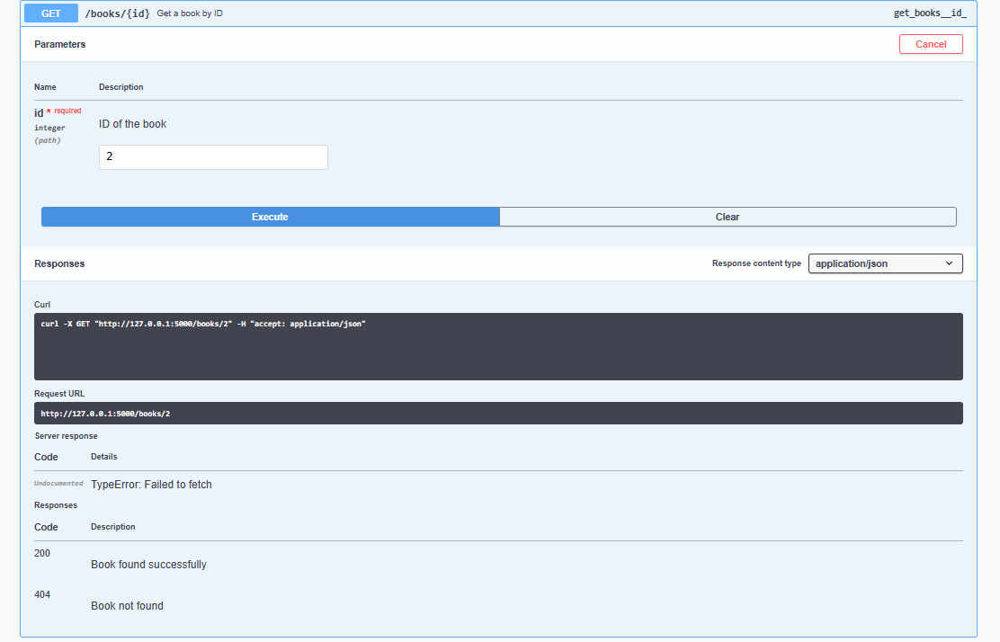 GET /books/{id} Get a book by ID get_books__id_
Parameters Cancel
Name Description
id * required
integer
(path)
ID of the book
2
Execute Clear
Responses Response content type application/json
Curl
curl -X GET "http://127.0.0.1:5000/books/2" -H "accept: application/json"
Request URL
http://127.0.0.1:5000/books/2
Server response
Code Details
Undocumented TypeError: Failed to fetch
Responses
Code Description
200
Book found successfully
404
Book not found